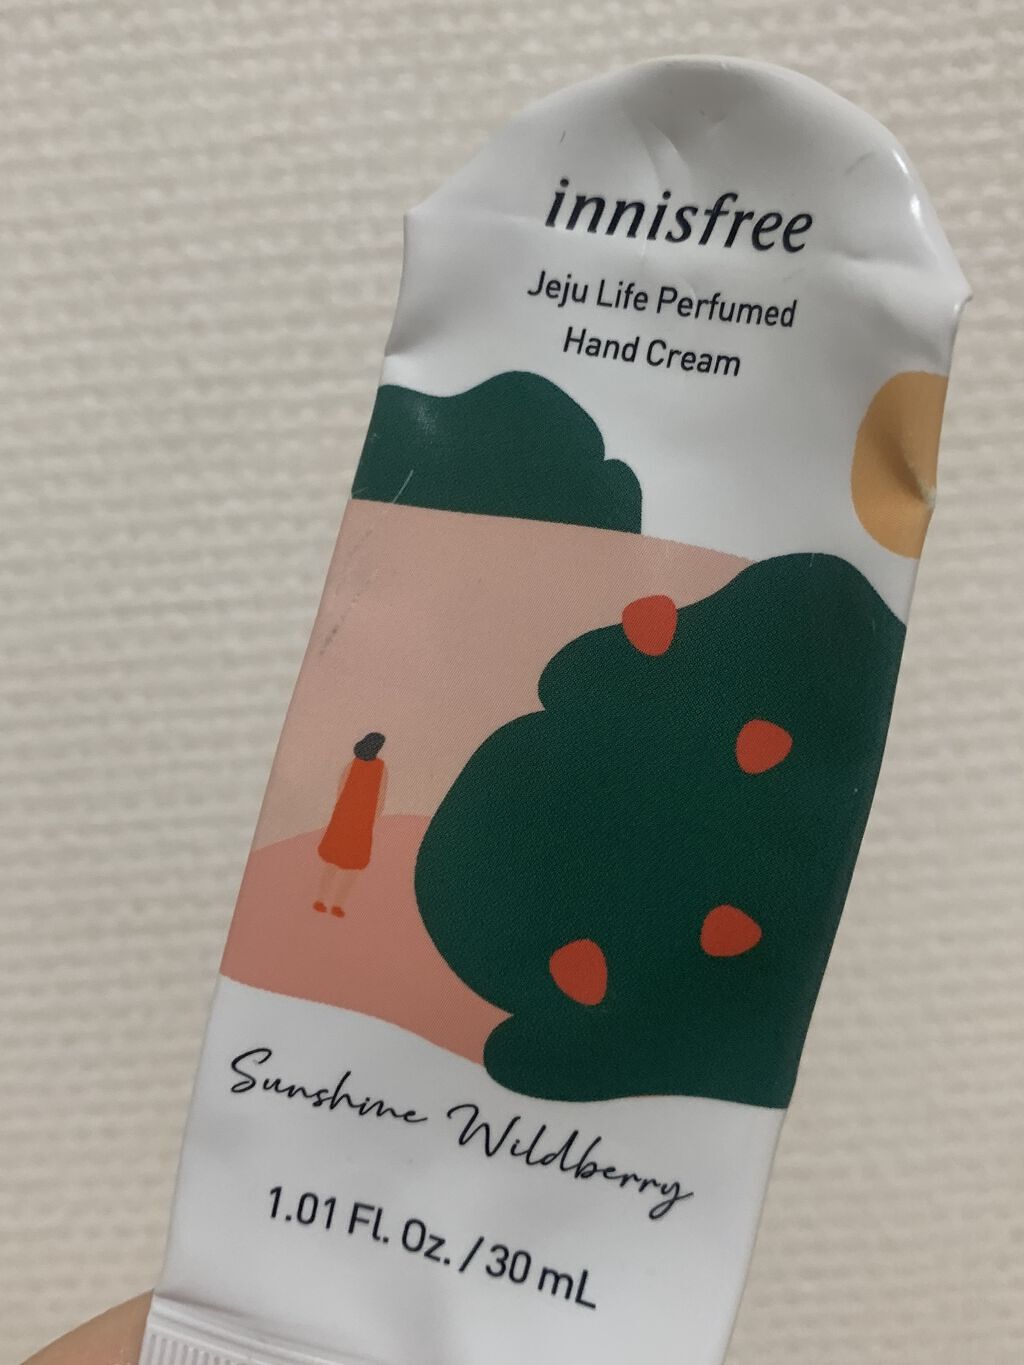 innisfree
Jeju Life Perfumed
Hand Cream
Sunshine Wildberry
1.01 Fl. Oz. / 30 mL